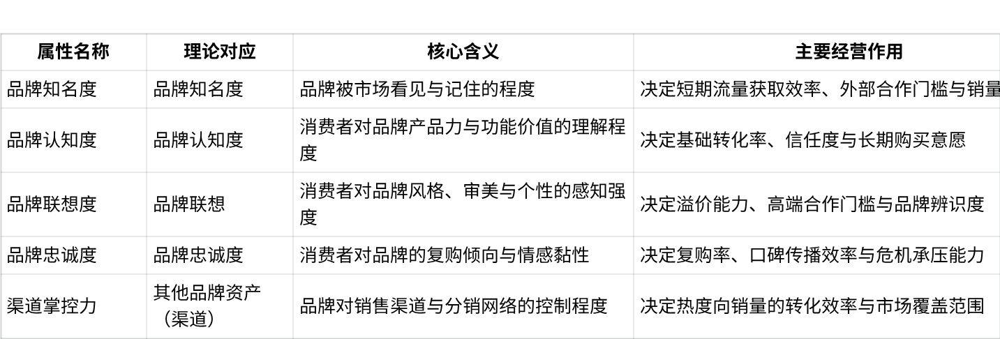 属性名称 理论对应 核心含义 主要经营作用
品牌知名度 品牌知名度 品牌被市场看见与记住的程度 决定短期流量获取效率、外部合作门槛与销量
品牌认知度 品牌认知度 消费者对品牌产品力与功能价值的理解程
度 决定基础转化率、信任度与长期购买意愿
品牌联想度 品牌联想 消费者对品牌风格、审美与个性的感知强
度 决定溢价能力、高端合作门槛与品牌辨识度
品牌忠诚度 品牌忠诚度 消费者对品牌的复购倾向与情感黏性 决定复购率、口碑传播效率与危机承压能力
渠道掌控力 其他品牌资产
（渠道） 品牌对销售渠道与分销网络的控制程度 决定热度向销量的转化效率与市场覆盖范围